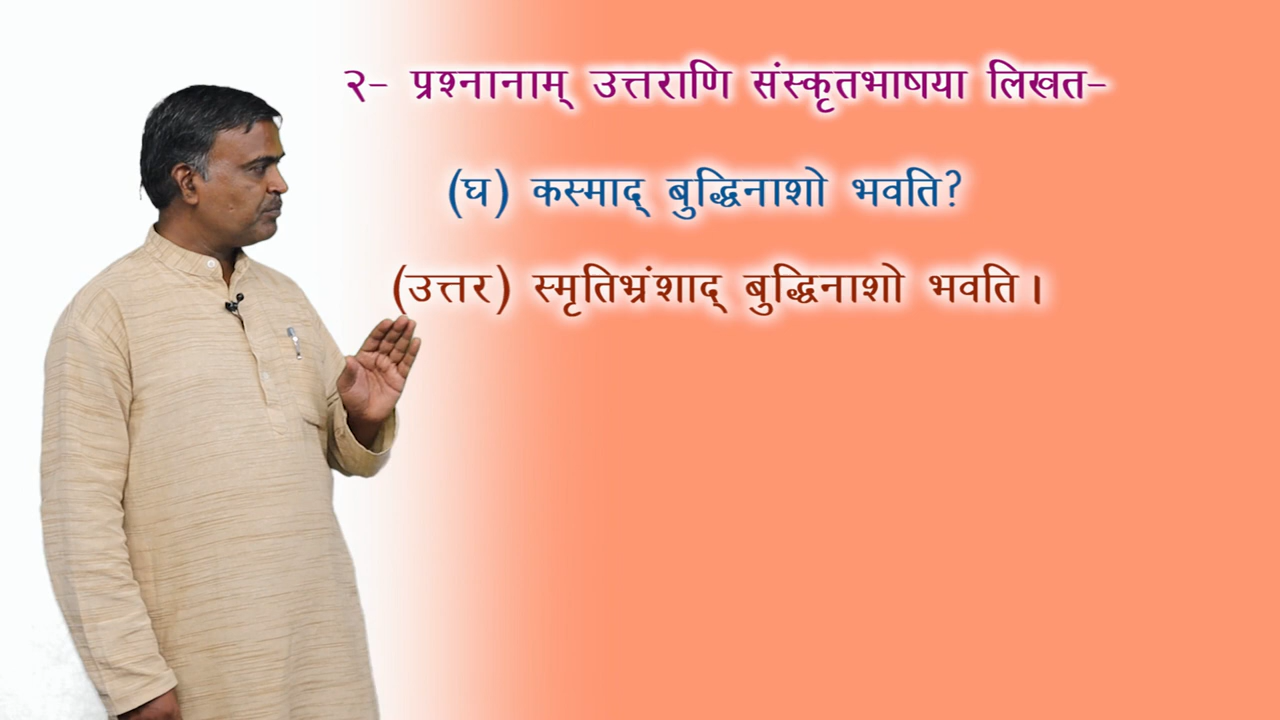 २- प्रश्नानाम् उत्तराणि संस्कृतभाषया लिखत-
(घ) कस्माद् बुद्धिनाशो भवति?
(उत्तर) स्मृतिभ्रंशाद् बुद्धिनाशो भवति।